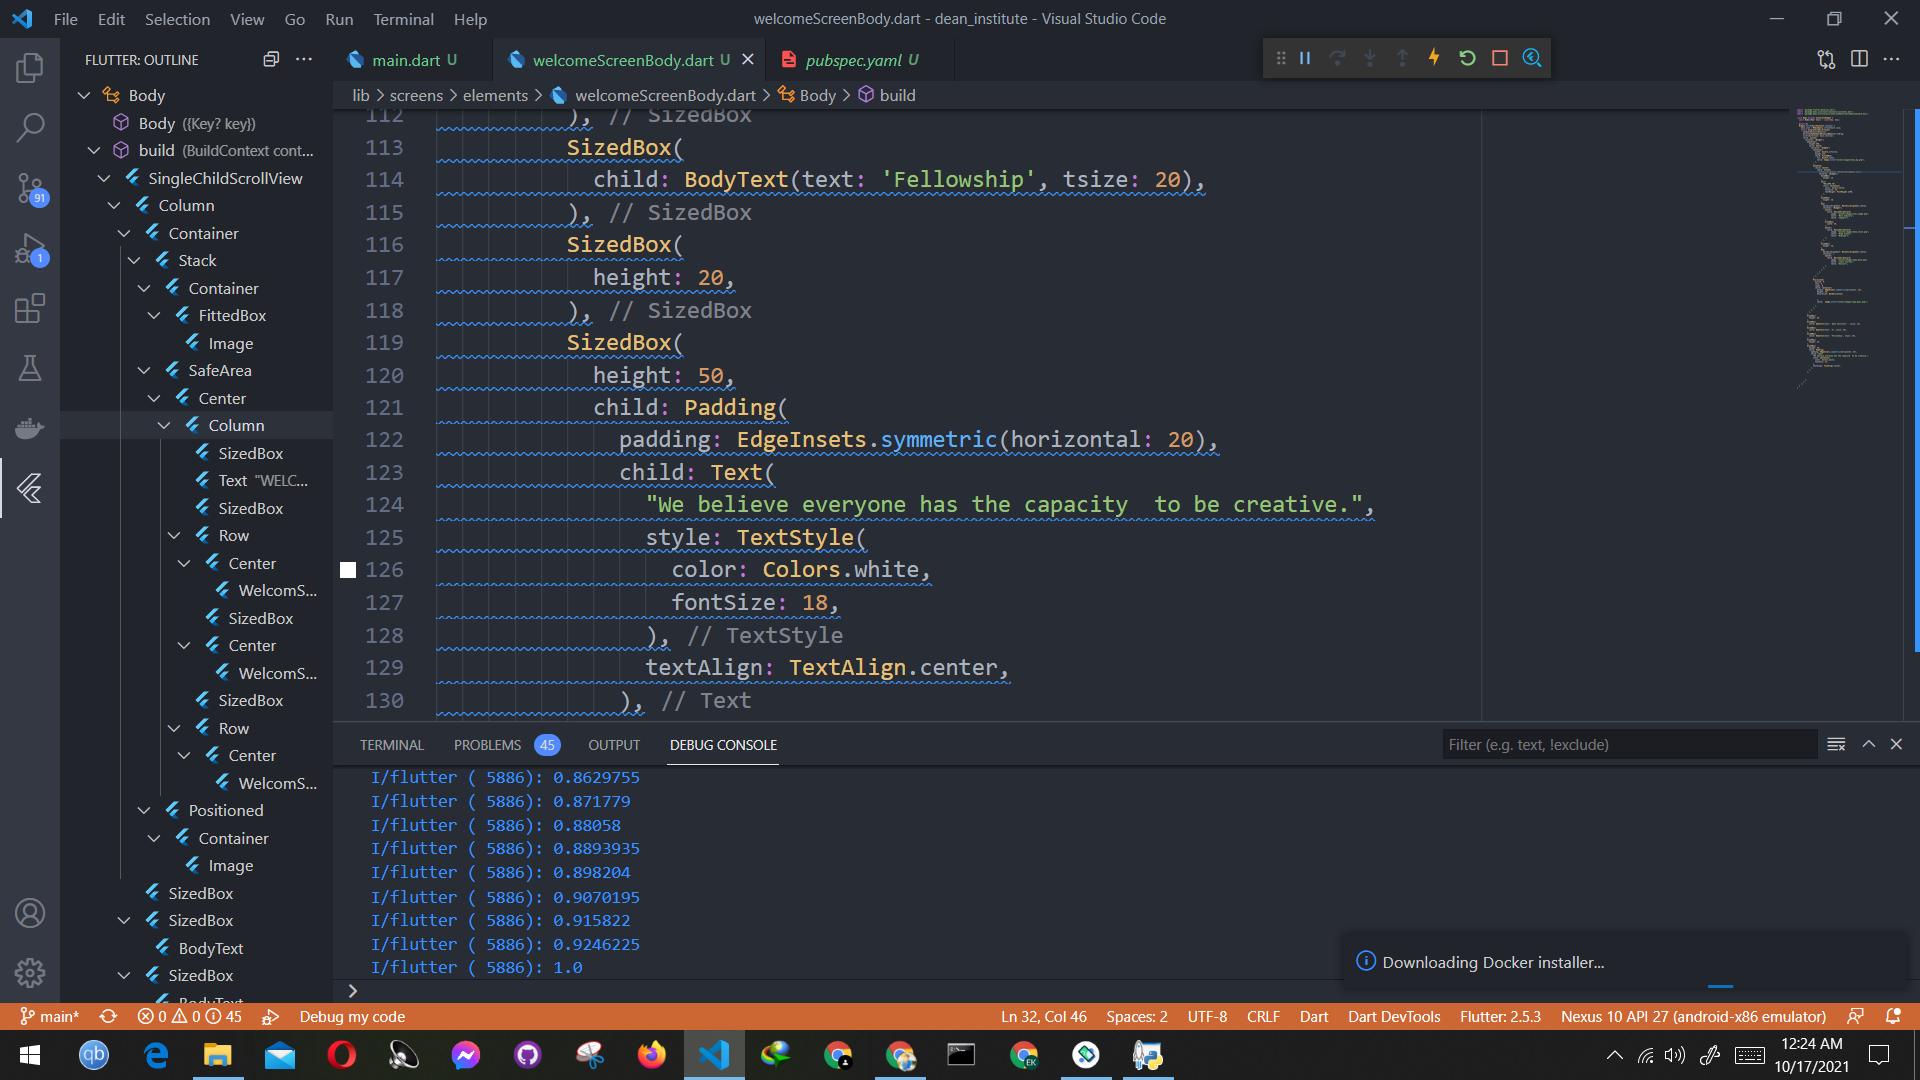 File Edit Selection View Go Run Terminal Help
welcomeScreenBody.dart - dean_institute - Visual Studio Code
FLUTTER: OUTLINE
main.dart U
welcomeScreenBody.dart U
pubspec.yaml U
lib > screens > elements > welcomeScreenBody.dart > Body > build
Body
Body ({Key? key})
build (BuildContext cont...
SingleChildScrollView
Column
Container
Stack
Container
FittedBox
Image
SafeArea
Center
Column
SizedBox
Text "WELC...
SizedBox
Row
Center
WelcomS...
SizedBox
Center
WelcomS...
SizedBox
Row
Center
WelcomS...
Positioned
Container
Image
SizedBox
SizedBox
BodyText
SizedBox
BodyText
91
1
112 ), // SizedBox
113 SizedBox(
114 child: BodyText(text: 'Fellowship', tsize: 20),
115 ), // SizedBox
116 SizedBox(
117 height: 20,
118 ), // SizedBox
119 SizedBox(
120 height: 50,
121 child: Padding(
122 padding: EdgeInsets.symmetric(horizontal: 20),
123 child: Text(
124 "We believe everyone has the capacity  to be creative.",
125 style: TextStyle(
126 color: Colors.white,
127 fontSize: 18,
128 ), // TextStyle
129 textAlign: TextAlign.center,
130 ), // Text
TERMINAL PROBLEMS 45 OUTPUT DEBUG CONSOLE
Filter (e.g. text, !exclude)
I/flutter ( 5886): 0.8629755
I/flutter ( 5886): 0.871779
I/flutter ( 5886): 0.88058
I/flutter ( 5886): 0.8893935
I/flutter ( 5886): 0.898204
I/flutter ( 5886): 0.9070195
I/flutter ( 5886): 0.915822
I/flutter ( 5886): 0.9246225
I/flutter ( 5886): 1.0
Downloading Docker installer...
main* 0 0 45 Debug my code
Ln 32, Col 46 Spaces: 2 UTF-8 CRLF Dart Dart DevTools Flutter: 2.5.3 Nexus 10 API 27 (android-x86 emulator)
qb
EK
12:24 AM
10/17/2021